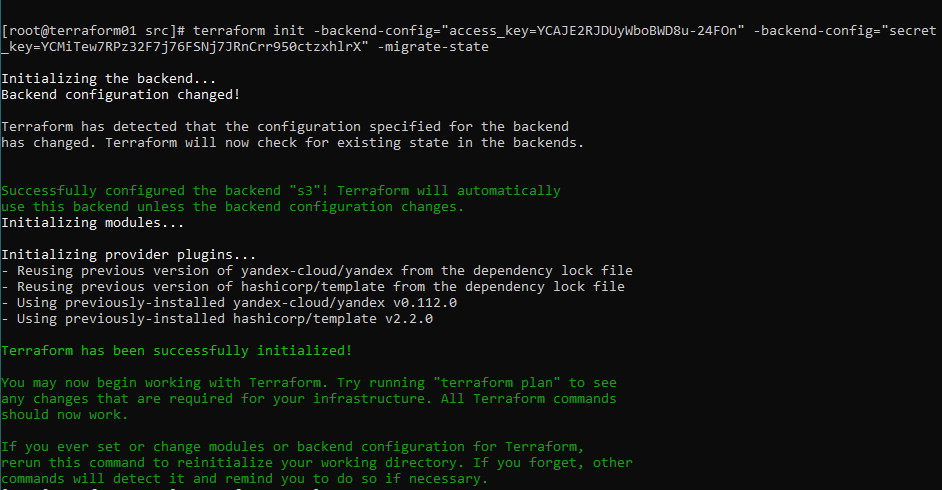 [root@terraform01 src]# terraform init -backend-config="access_key=YCAJE2RJDUyWboBWD8u-24FOn" -backend-config="secret
_key=YCMiTew7RPz32F7j76FSNj7JRnCrr950ctzxhlrX" -migrate-state
Initializing the backend...
Backend configuration changed!
Terraform has detected that the configuration specified for the backend
has changed. Terraform will now check for existing state in the backends.
Successfully configured the backend "s3"! Terraform will automatically
use this backend unless the backend configuration changes.
Initializing modules...
Initializing provider plugins...
- Reusing previous version of yandex-cloud/yandex from the dependency lock file
- Reusing previous version of hashicorp/template from the dependency lock file
- Using previously-installed yandex-cloud/yandex v0.112.0
- Using previously-installed hashicorp/template v2.2.0
Terraform has been successfully initialized!
You may now begin working with Terraform. Try running "terraform plan" to see
any changes that are required for your infrastructure. All Terraform commands
should now work.
If you ever set or change modules or backend configuration for Terraform,
rerun this command to reinitialize your working directory. If you forget, other
commands will detect it and remind you to do so if necessary.